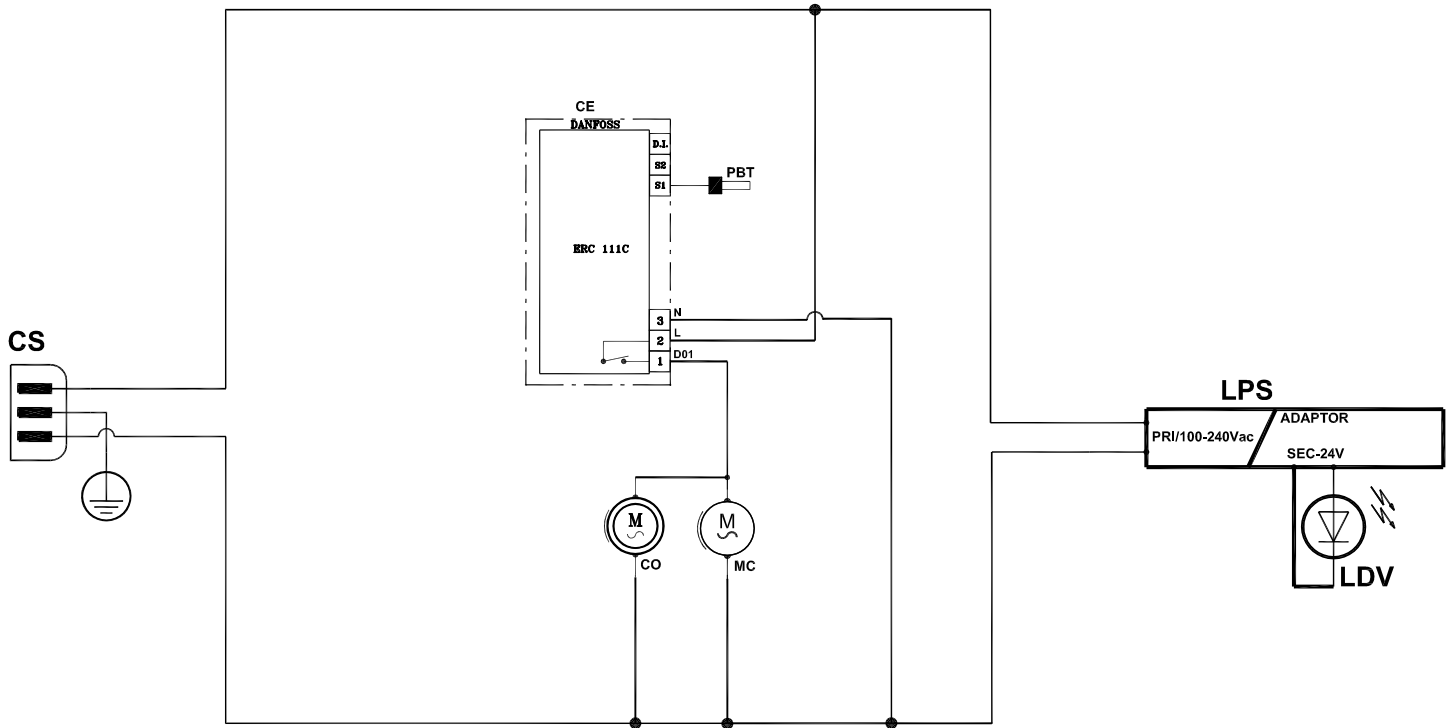 CE
DANFOSS
D.I.
S2
S1
PBT
ERC 111C
3
N
2
L
1
D01
CS
LPS
ADAPTOR
PRI/100-240Vac
SEC-24V
M
M
CO
MC
LDV